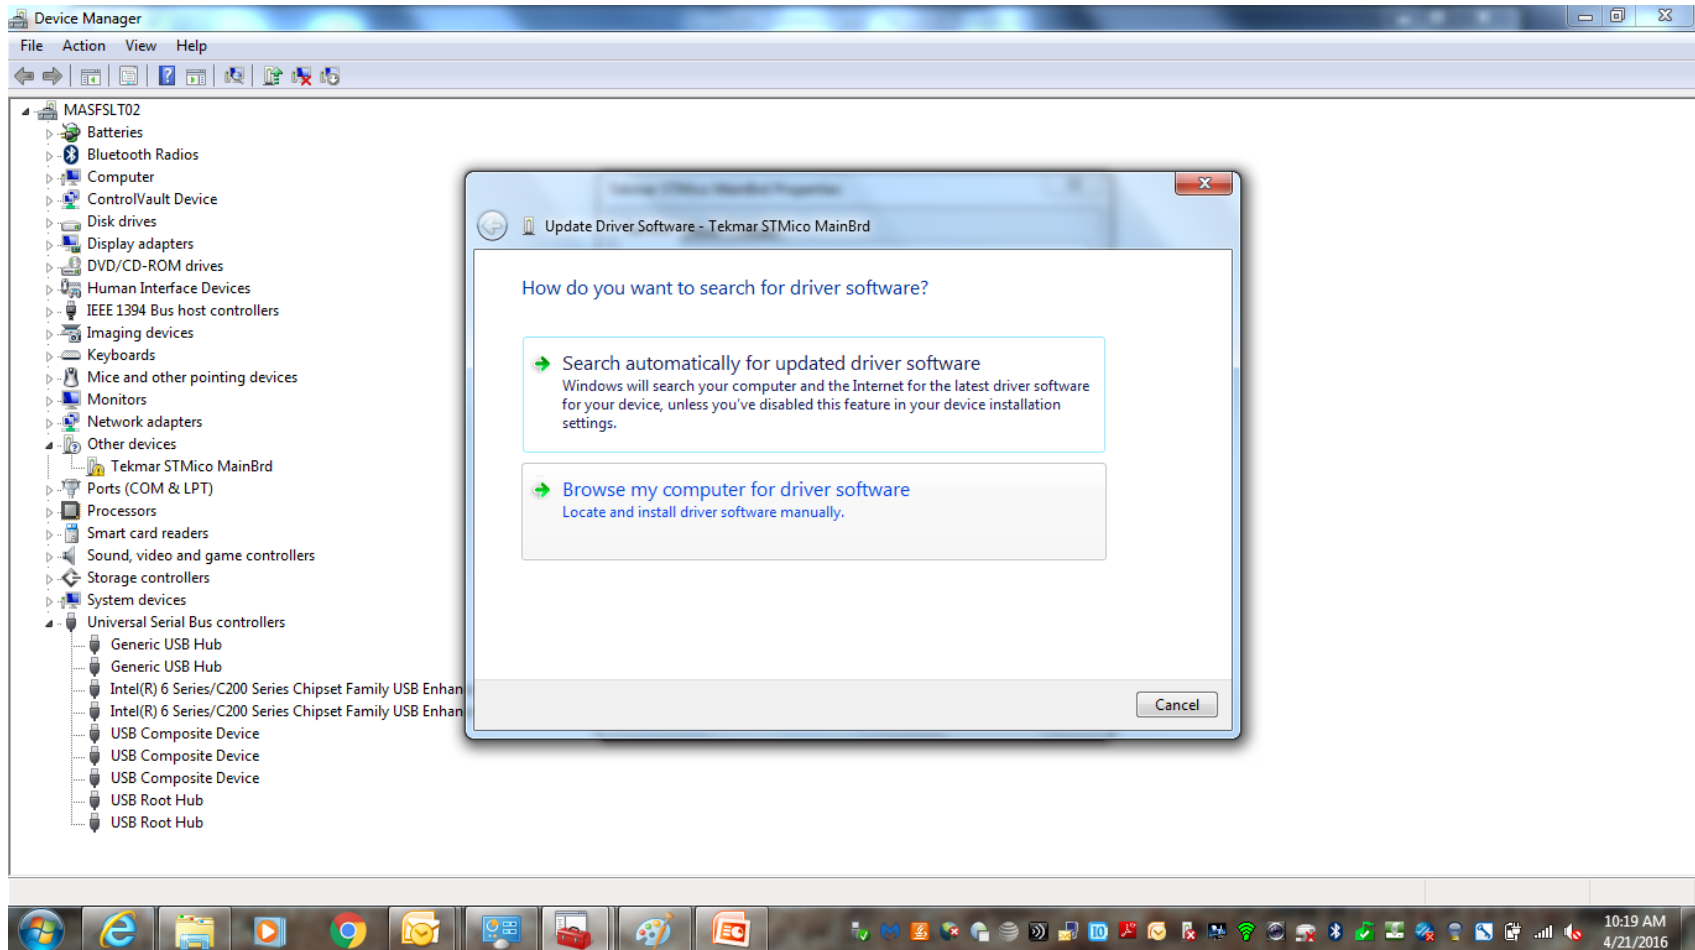 Device Manager
File Action View Help
MASFSLT02
Batteries
Bluetooth Radios
Computer
ControlVault Device
Disk drives
Display adapters
DVD/CD-ROM drives
Human Interface Devices
IEEE 1394 Bus host controllers
Imaging devices
Keyboards
Mice and other pointing devices
Monitors
Network adapters
Other devices
Tekmar STMico MainBrd
Ports (COM & LPT)
Processors
Smart card readers
Sound, video and game controllers
Storage controllers
System devices
Universal Serial Bus controllers
Generic USB Hub
Generic USB Hub
Intel(R) 6 Series/C200 Series Chipset Family USB Enhan
Intel(R) 6 Series/C200 Series Chipset Family USB Enhan
USB Composite Device
USB Composite Device
USB Composite Device
USB Root Hub
USB Root Hub
Tekmar STMico MainBrd Properties
Update Driver Software - Tekmar STMico MainBrd
How do you want to search for driver software?
Search automatically for updated driver software
Windows will search your computer and the Internet for the latest driver software
for your device, unless you've disabled this feature in your device installation
settings.
Browse my computer for driver software
Locate and install driver software manually.
Cancel
10:19 AM
4/21/2016